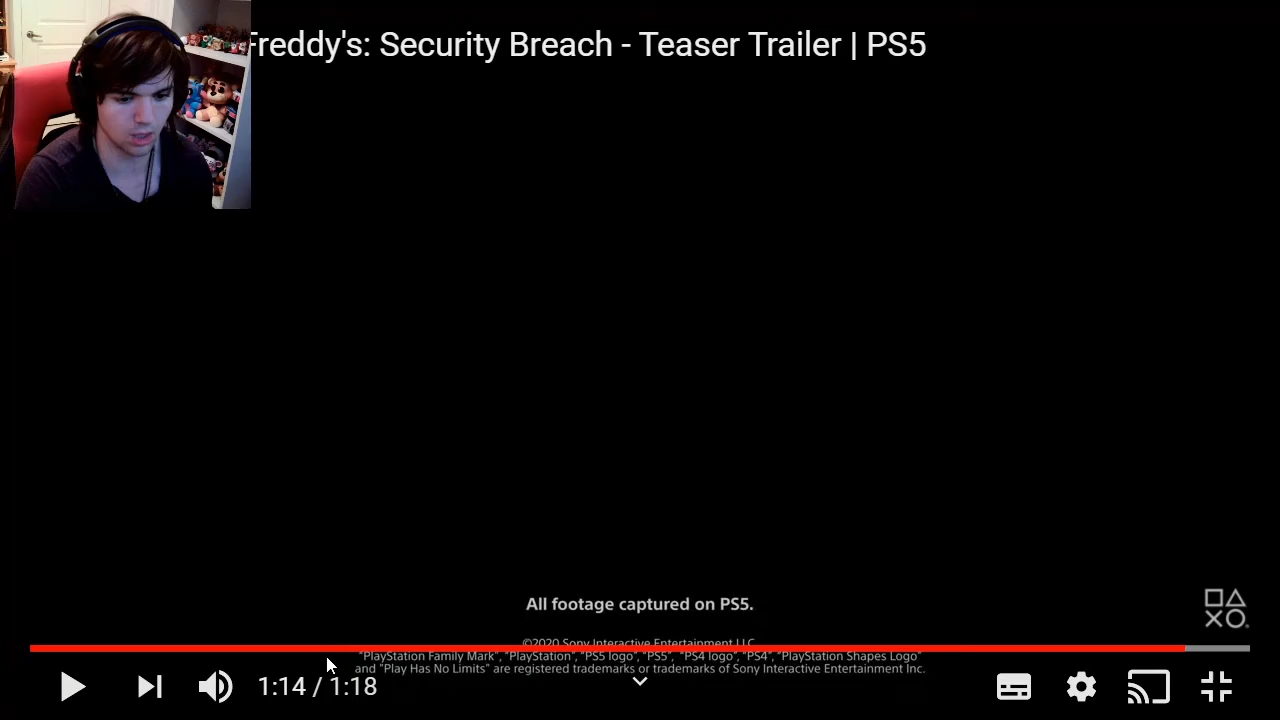 Freddy's: Security Breach - Teaser Trailer | PS5
All footage captured on PS5.
©2020 Sony Interactive Entertainment LLC
"PlayStation Family Mark", "PlayStation", "PS5 logo", "PS5", "PS4 logo", "PS4", "PlayStation Shapes Logo"
and "Play Has No Limits" are registered trademarks or trademarks of Sony Interactive Entertainment Inc.
1:14 / 1:18